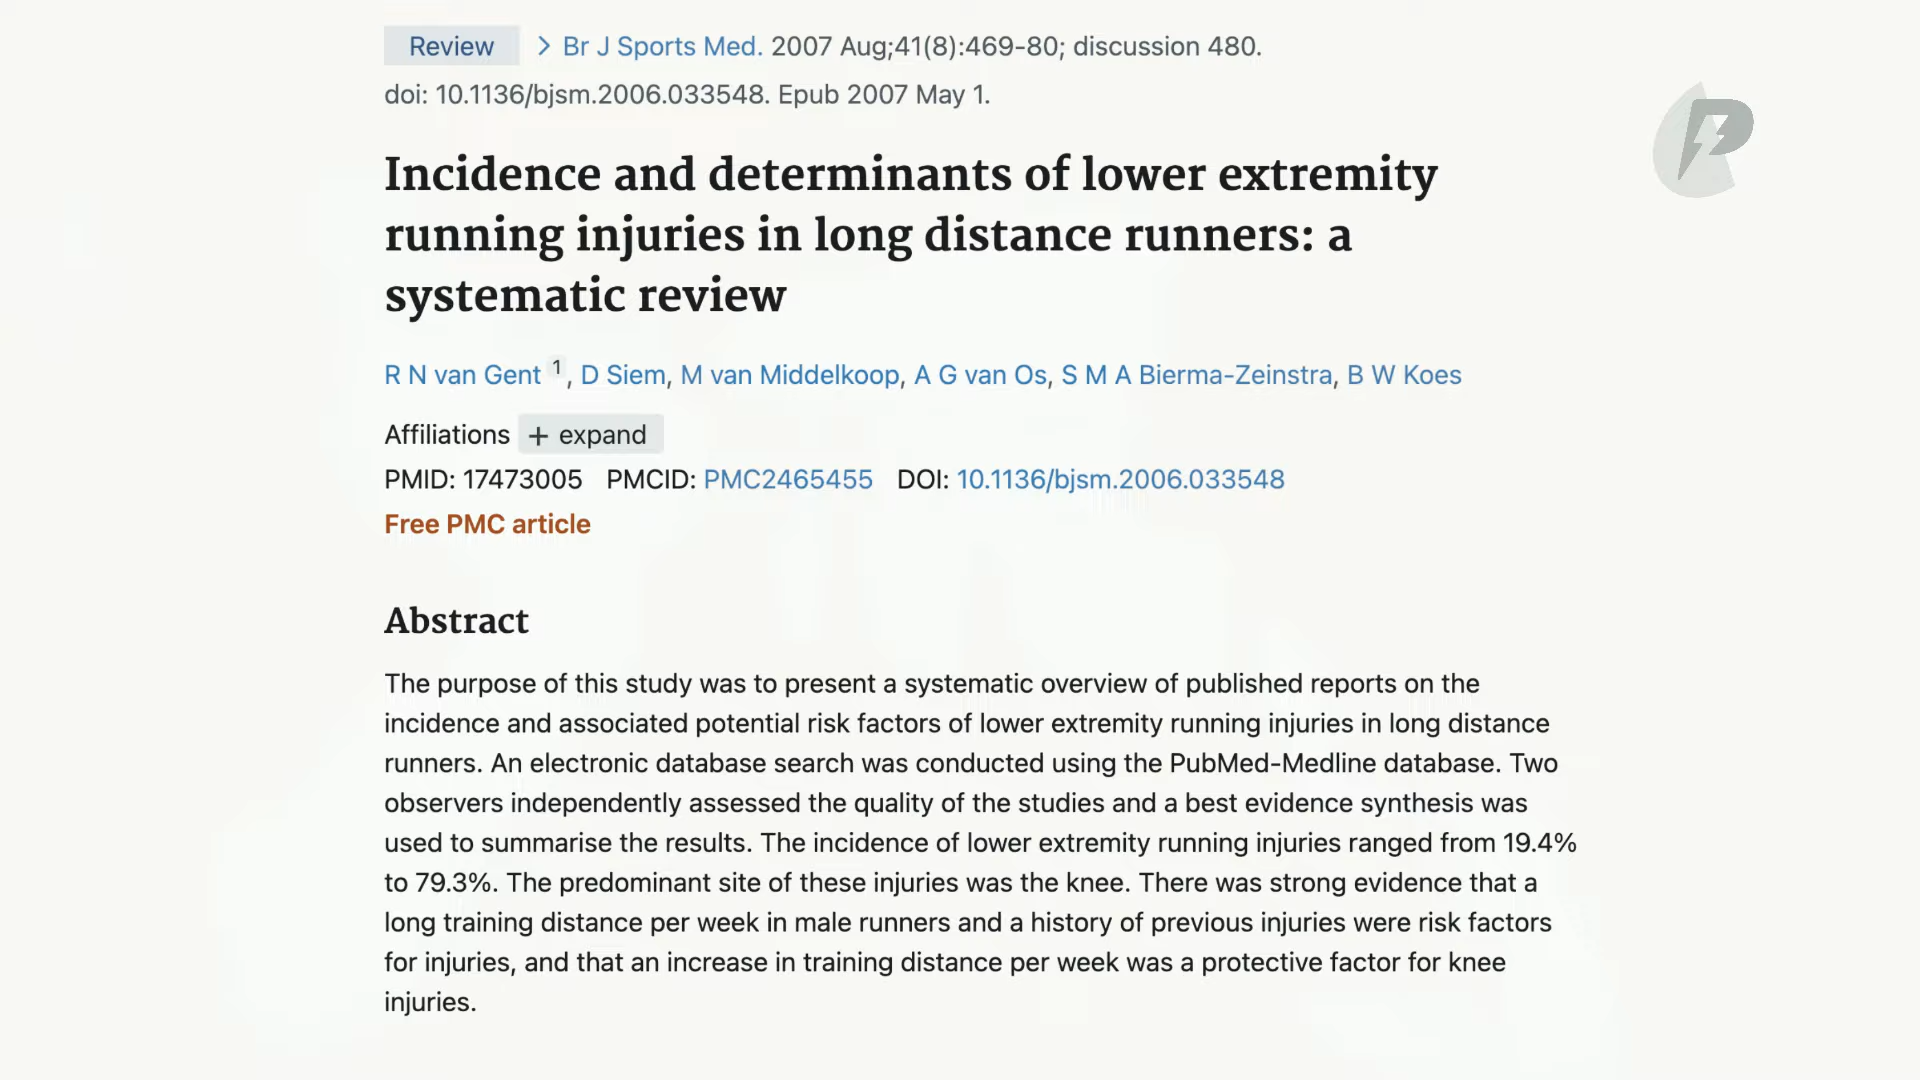 Review > Br J Sports Med. 2007 Aug;41(8):469-80; discussion 480.
doi: 10.1136/bjsm.2006.033548. Epub 2007 May 1.
Incidence and determinants of lower extremity
running injuries in long distance runners: a
systematic review
R N van Gent 1, D Siem, M van Middelkoop, A G van Os, S M A Bierma-Zeinstra, B W Koes
Affiliations + expand
PMID: 17473005 PMCID: PMC2465455 DOI: 10.1136/bjsm.2006.033548
Free PMC article
Abstract
The purpose of this study was to present a systematic overview of published reports on the
incidence and associated potential risk factors of lower extremity running injuries in long distance
runners. An electronic database search was conducted using the PubMed-Medline database. Two
observers independently assessed the quality of the studies and a best evidence synthesis was
used to summarise the results. The incidence of lower extremity running injuries ranged from 19.4%
to 79.3%. The predominant site of these injuries was the knee. There was strong evidence that a
long training distance per week in male runners and a history of previous injuries were risk factors
for injuries, and that an increase in training distance per week was a protective factor for knee
injuries.